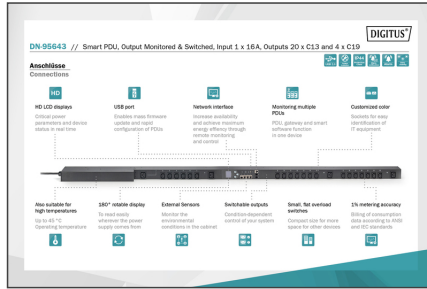 DIGITUS®
DN-95643 // Smart PDU, Output Monitored & Switched, Input 1 x 16A, Outputs 20 x C13 and 4 x C19
Anschlüsse
Connections
HD
HD LCD displays
Critical power
parameters and device
status in real time
USB port
Enables mass firmware
update and rapid
configuration of PDUs
Network interface
Increase availability
and achieve maximum
energy efficency through
remote monitoring
and control
Monitoring multiple
PDUs
PDU, gateway and smart
software function
in one device
Customized color
Sockets for easy
identification of
IT equipment
Also suitable for
high temperatures
Up to 45 °C
Operating temperature
180° rotable display
To read easily
wherever the power
supply comes from
External Sensors
Monitor the
environmental
conditions in the cabinet
Switchable outputs
Condition-dependent
control of your system
Small, flat overload
switches
Compact size for more
space for other devices
1% metering accuracy
Billing of consumption
data according to ANSI
and IEC standards